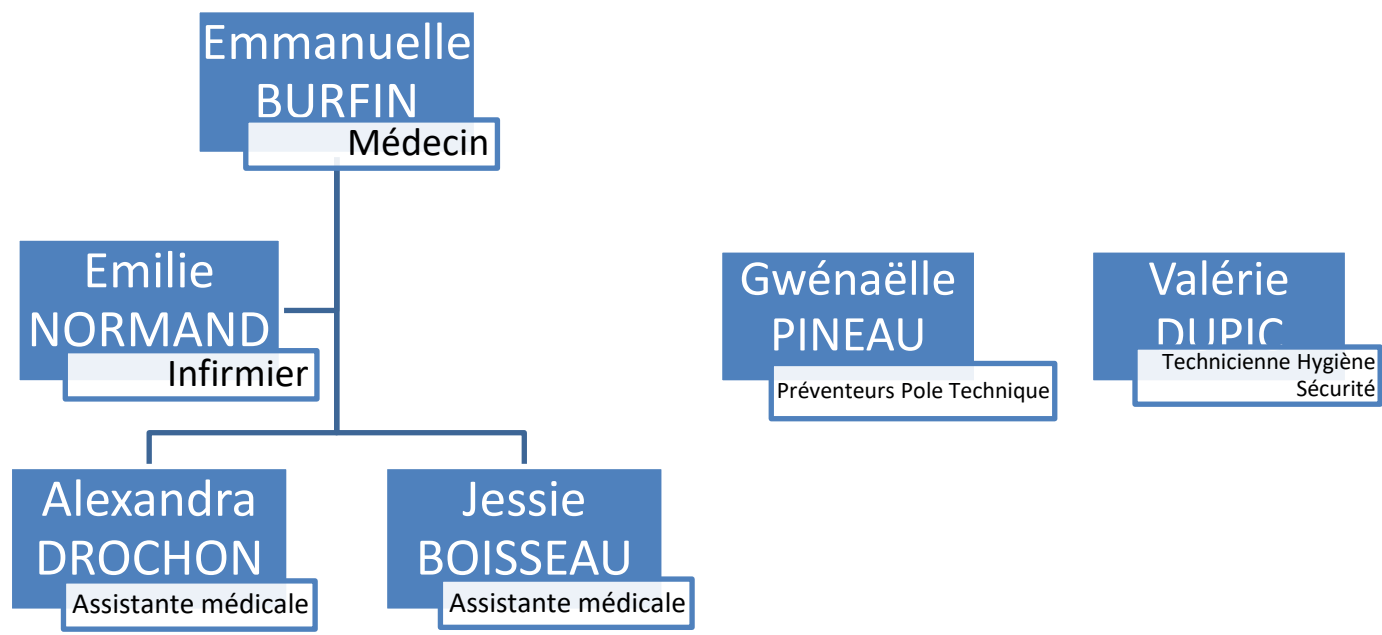 Emmanuelle
BURFIN
Médecin
Emilie
NORMAND
Infirmier
Gwénaëlle
PINEAU
Préventeurs Pole Technique
Valérie
DUPIC
Technicienne Hygiène
Sécurité
Alexandra
DROCHON
Assistante médicale
Jessie
BOISSEAU
Assistante médicale